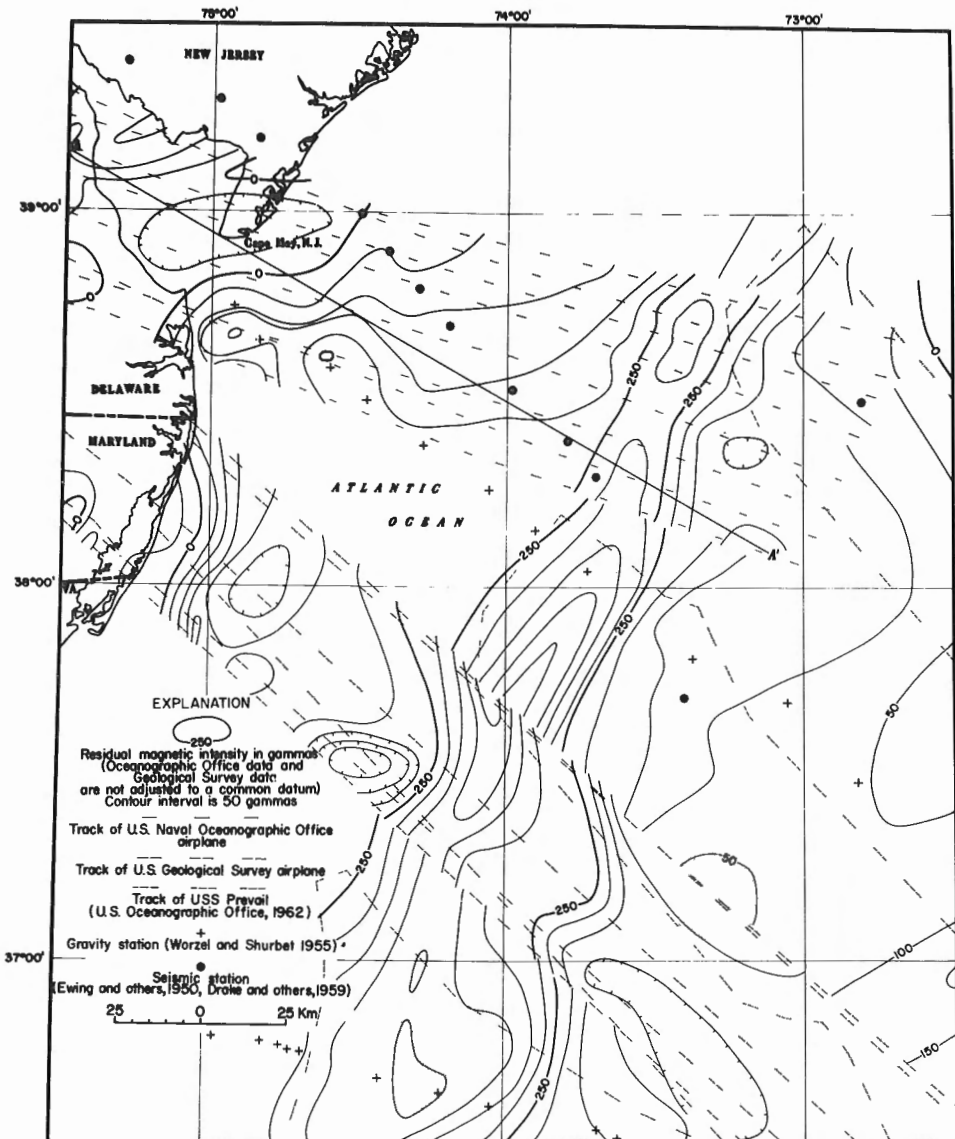 75°00'
74°00'
73°00'
NEW JERSEY
A
0
39°00'
Cape May, N.J.
0
0
0
250
250
DELAWARE
MARYLAND
ATLANTIC
OCEAN
0
0
250
A'
38°00'
VA
250
50
EXPLANATION
250
Residual magnetic intensity in gammas
(Oceanographic Office data and
Geological Survey data
are not adjusted to a common datum)
Contour interval is 50 gammas
250
Track of U.S. Naval Oceanographic Office
airplane
250
Track of U.S. Geological Survey airplane
50
Track of USS Prevail
(U.S. Oceanographic Office, 1962)
250
Gravity station (Worzel and Shurbet 1955)
37°00'
100
Seismic station
(Ewing and others, 1950, Drake and others, 1959)
25 0 25 Km
150
250